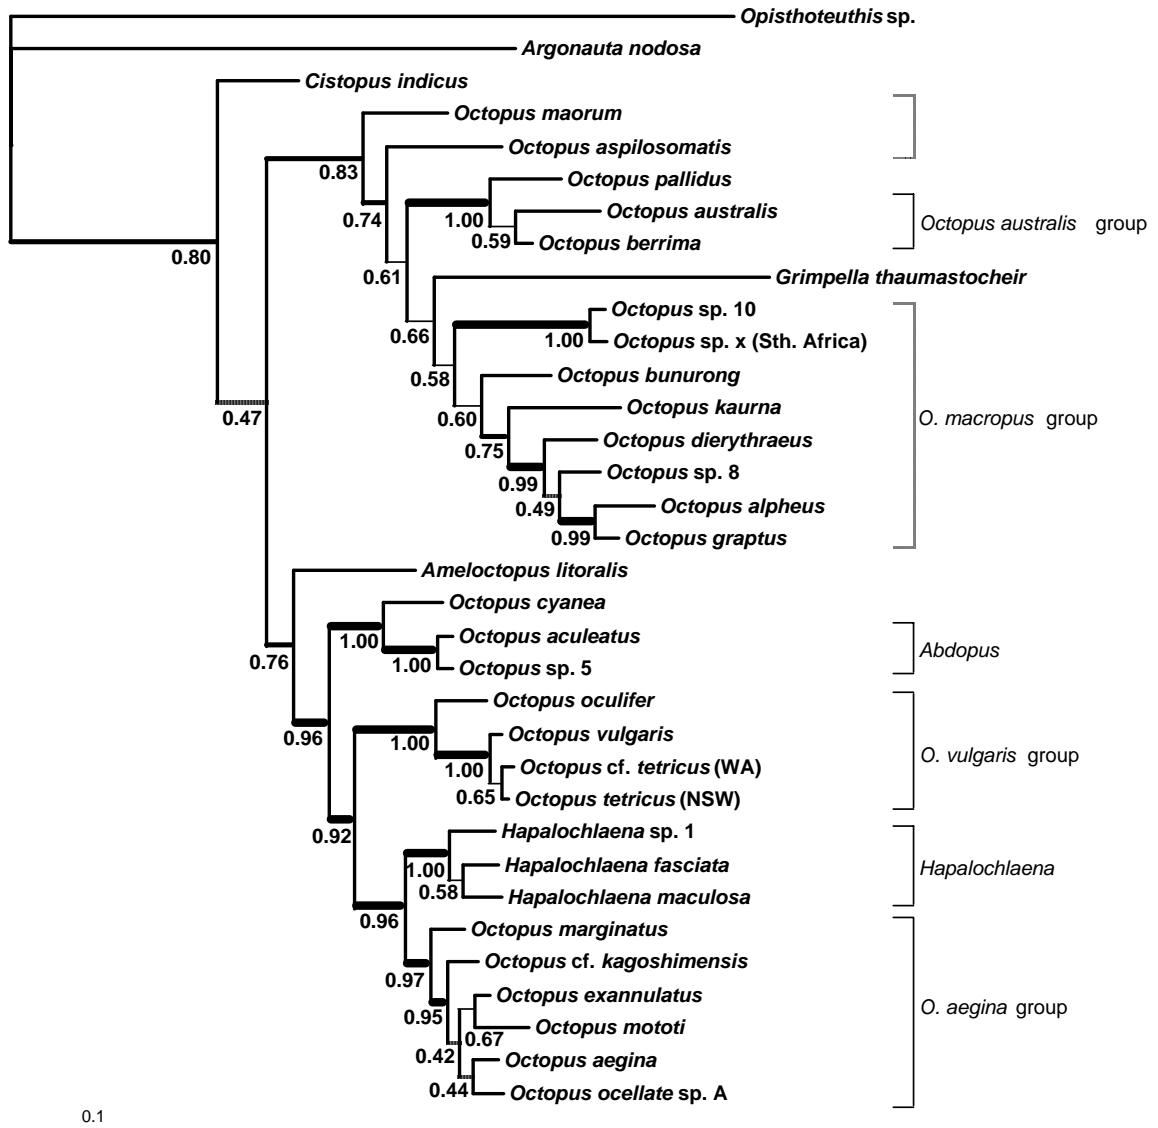 Opisthoteuthis sp.
Argonauta nodosa
Cistopus indicus
Octopus maorum
Octopus aspilosomatis
0.83
Octopus pallidus
0.74
1.00
Octopus australis
Octopus australis group
0.59
Octopus berrima
0.80
0.61
Grimpella thaumastocheir
Octopus sp. 10
0.66
1.00
Octopus sp. x (Sth. Africa)
0.58
Octopus bunurong
0.47
0.60
Octopus kaurna
O. macropus group
0.75
Octopus dierythraeus
0.99
Octopus sp. 8
0.49
Octopus alpheus
0.99
Octopus graptus
Ameloctopus litoralis
Octopus cyanea
1.00
Octopus aculeatus
Abdopus
0.76
1.00
Octopus sp. 5
Octopus oculifer
0.96
1.00
Octopus vulgaris
O. vulgaris group
1.00
Octopus cf. tetricus (WA)
0.65
Octopus tetricus (NSW)
0.92
Hapalochlaena sp. 1
1.00
Hapalochlaena fasciata
Hapalochlaena
0.58
Hapalochlaena maculosa
0.96
Octopus marginatus
0.97
Octopus cf. kagoshimensis
0.95
Octopus exannulatus
O. aegina group
Octopus mototi
0.67
0.42
Octopus aegina
0.44
Octopus ocellate sp. A
0.1